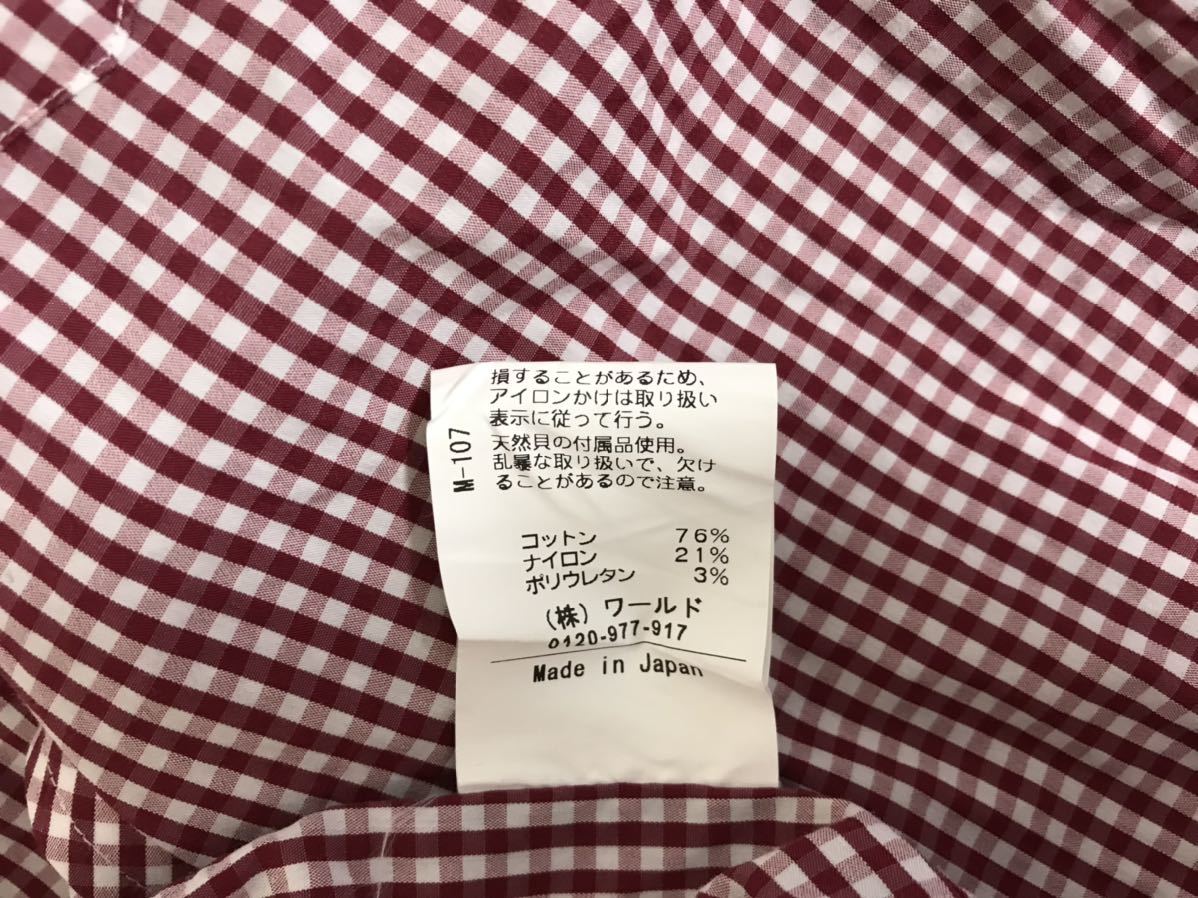 損することがあるため、
アイロンかけは取り扱い
表示に従って行う。
天然貝の付属品使用。
乱暴な取り扱いで、欠け
ることがあるので注意。
M-107
コットン 76%
ナイロン 21%
ポリウレタン 3%
(株) ワールド
0120-977-917
Made in Japan